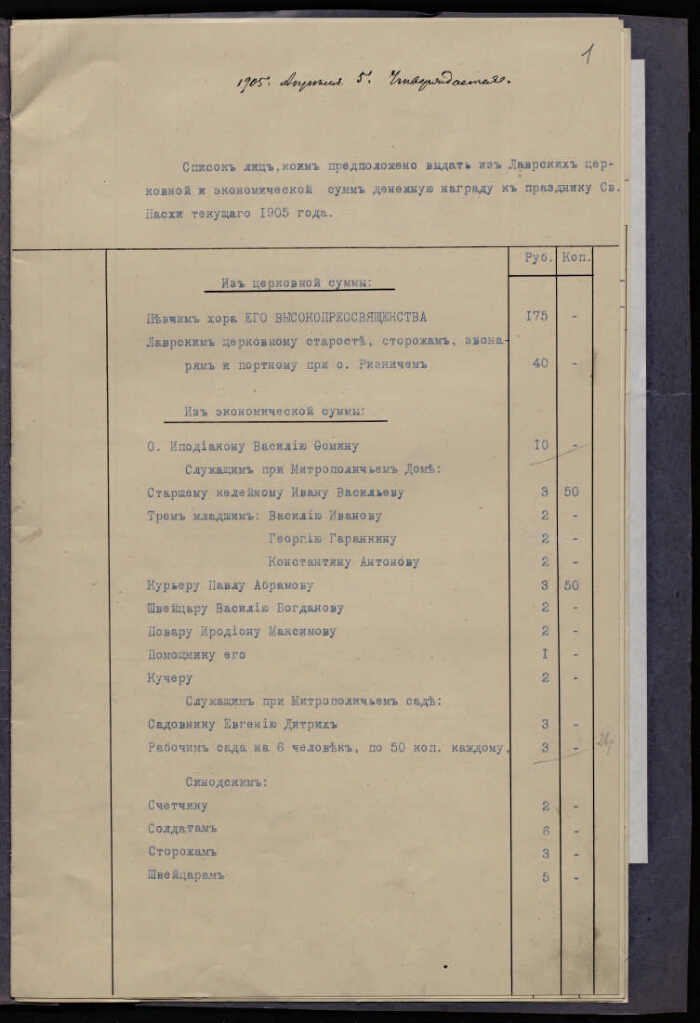 1
1905. Апрѣля 5. Утверждается.
Списокъ лицъ, коимъ предположено выдать изъ Лаврскихъ цер-
ковной и экономической суммъ денежную награду къ празднику Св.
Пасхи текущаго 1905 года.
Руб. Коп.
Изъ церковной суммы:
Пѣвчимъ хора ЕГО ВЫСОКОПРЕОСВЯЩЕНСТВА 175 -
Лаврскимъ церковному старостѣ, сторожамъ, звона-
рямъ и портному при о. Ризничемъ 40 -
Изъ экономической суммы:
О. Иподіакону Василію Ѳомину 10 -
Служащимъ при Митрополичьемъ Домѣ:
Старшему келейному Ивану Васильеву 3 50
Тремъ младшимъ: Василію Иванову 2 -
Георгію Гаранкину 2 -
Константину Антонову 2 -
Курьеру Павлу Абрамову 3 50
Швейцару Василію Богданову 2 -
Повару Иродіону Максимову 2 -
Помощнику его 1 -
Кучеру 2 -
Служащимъ при Митрополичьемъ садѣ:
Садовнику Евгенію Дитрихъ 3 -
Рабочимъ сада на 6 человѣкъ, по 50 коп. каждому, 3 -
Синодскимъ:
Счетчику 2 -
Солдатамъ 6 -
Сторожамъ 3 -
Швейцарамъ 5 -